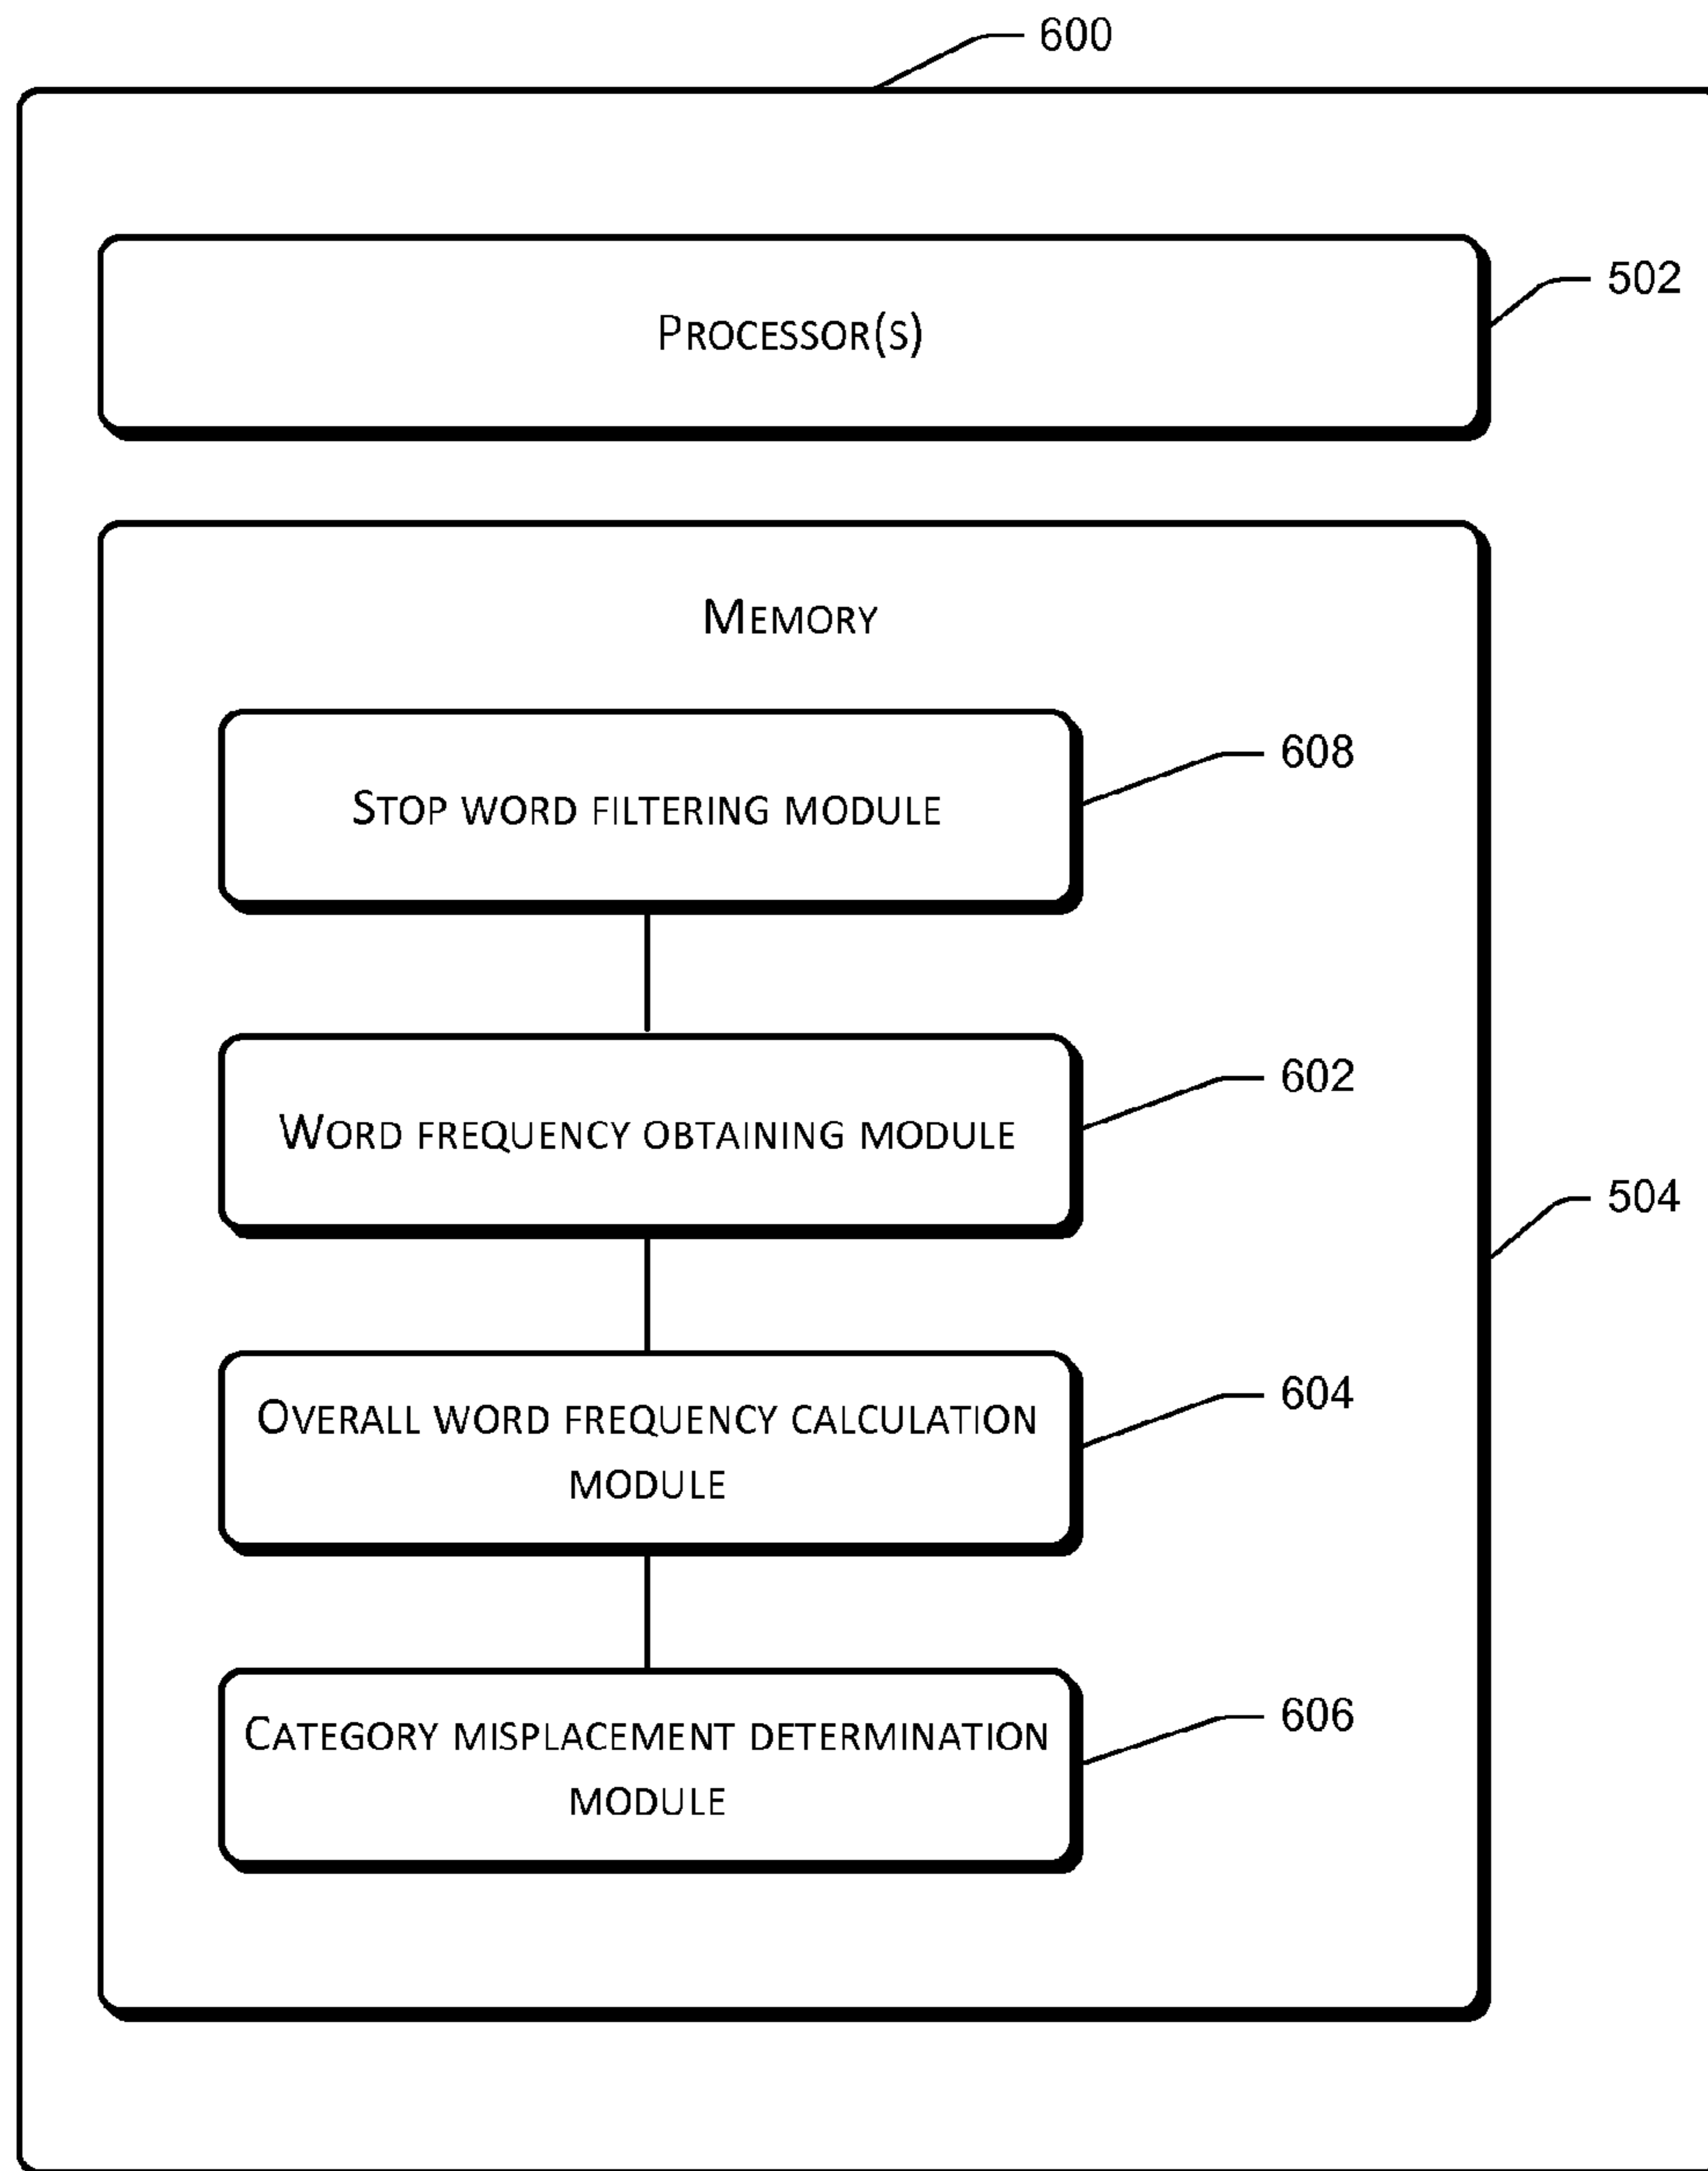 600
PROCESSOR(S)
502
MEMORY
STOP WORD FILTERING MODULE
608
WORD FREQUENCY OBTAINING MODULE
602
504
OVERALL WORD FREQUENCY CALCULATION
MODULE
604
CATEGORY MISPLACEMENT DETERMINATION
MODULE
606